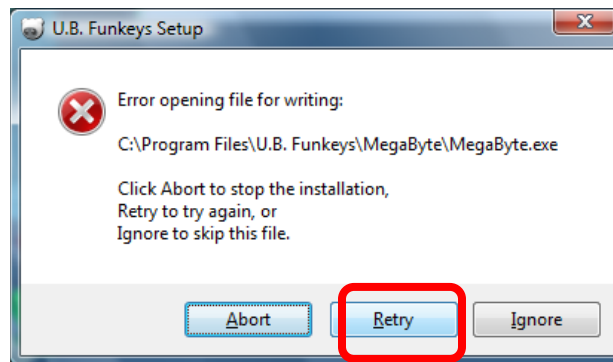 U.B. Funkeys Setup
Error opening file for writing:
C:\Program Files\U.B. Funkeys\MegaByte\MegaByte.exe
Click Abort to stop the installation,
Retry to try again, or
Ignore to skip this file.
Abort Retry Ignore